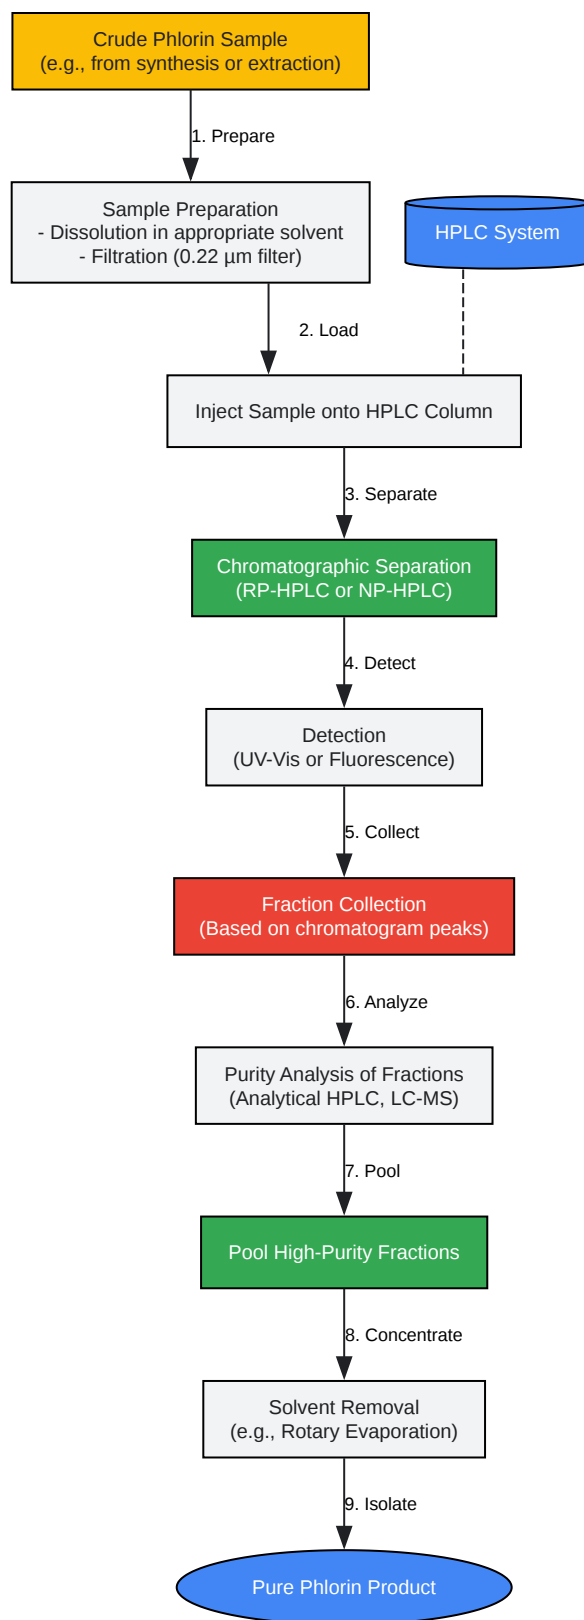 Crude Phlorin Sample
(e.g., from synthesis or extraction)
1. Prepare
Sample Preparation
- Dissolution in appropriate solvent
- Filtration (0.22 µm filter)
HPLC System
2. Load
Inject Sample onto HPLC Column
3. Separate
Chromatographic Separation
(RP-HPLC or NP-HPLC)
4. Detect
Detection
(UV-Vis or Fluorescence)
5. Collect
Fraction Collection
(Based on chromatogram peaks)
6. Analyze
Purity Analysis of Fractions
(Analytical HPLC, LC-MS)
7. Pool
Pool High-Purity Fractions
8. Concentrate
Solvent Removal
(e.g., Rotary Evaporation)
9. Isolate
Pure Phlorin Product